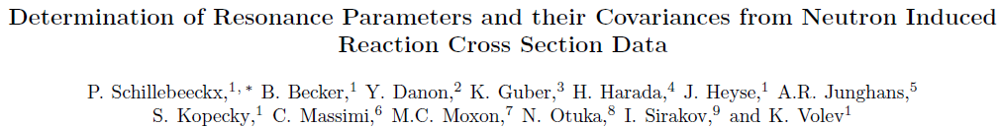 Determination of Resonance Parameters and their Covariances from Neutron Induced
Reaction Cross Section Data
P. Schillebeeckx,¹,* B. Becker,¹ Y. Danon,² K. Guber,³ H. Harada,⁴ J. Heyse,¹ A.R. Junghans,⁵
S. Kopecky,¹ C. Massimi,⁶ M.C. Moxon,⁷ N. Otuka,⁸ I. Sirakov,⁹ and K. Volev¹